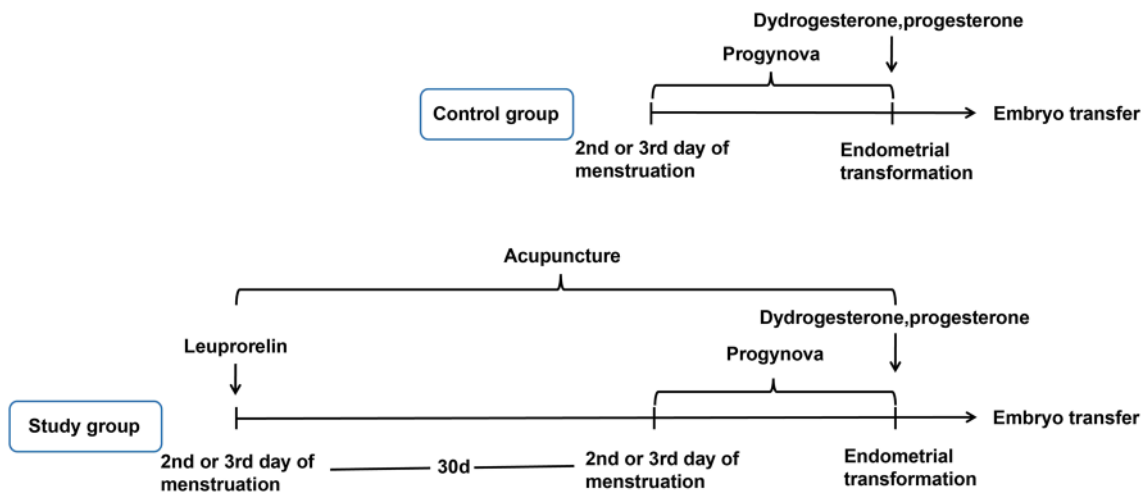 Dydrogesterone,progesterone
Progynova
Control group
Embryo transfer
2nd or 3rd day of
menstruation
Endometrial
transformation
Acupuncture
Dydrogesterone,progesterone
Leuprorelin
Progynova
Study group
Embryo transfer
2nd or 3rd day of
menstruation
30d
2nd or 3rd day of
menstruation
Endometrial
transformation